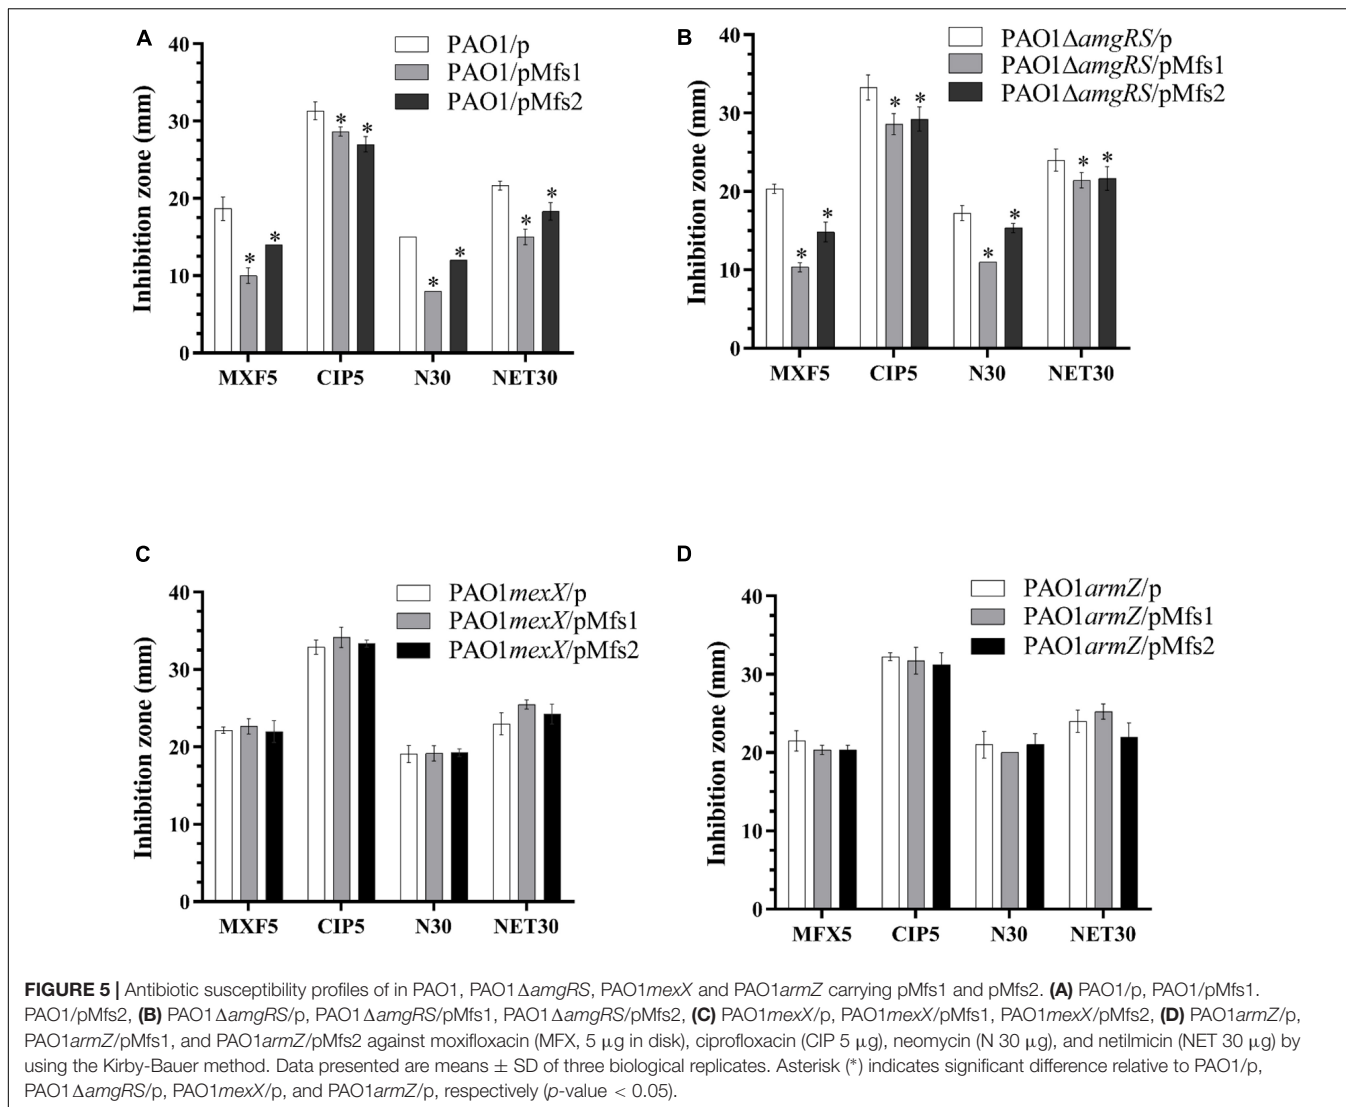 A
Inhibition zone (mm)
40
30
20
10
0
PAO1/p
PAO1/pMfs1
PAO1/pMfs2
* * * * * * * *
MXF5 CIP5 N30 NET30
B
Inhibition zone (mm)
40
30
20
10
0
PAO1ΔamgRS/p
PAO1ΔamgRS/pMfs1
PAO1ΔamgRS/pMfs2
* * * * * * * *
MXF5 CIP5 N30 NET30
C
Inhibition zone (mm)
40
30
20
10
0
PAO1mexX/p
PAO1mexX/pMfs1
PAO1mexX/pMfs2
MXF5 CIP5 N30 NET30
D
Inhibition zone (mm)
40
30
20
10
0
PAO1armZ/p
PAO1armZ/pMfs1
PAO1armZ/pMfs2
MFX5 CIP5 N30 NET30
FIGURE 5 | Antibiotic susceptibility profiles of in PAO1, PAO1ΔamgRS, PAO1mexX and PAO1armZ carrying pMfs1 and pMfs2. (A) PAO1/p, PAO1/pMfs1.
PAO1/pMfs2, (B) PAO1ΔamgRS/p, PAO1ΔamgRS/pMfs1, PAO1ΔamgRS/pMfs2, (C) PAO1mexX/p, PAO1mexX/pMfs1, PAO1mexX/pMfs2, (D) PAO1armZ/p,
PAO1armZ/pMfs1, and PAO1armZ/pMfs2 against moxifloxacin (MFX, 5 μg in disk), ciprofloxacin (CIP 5 μg), neomycin (N 30 μg), and netilmicin (NET 30 μg) by
using the Kirby-Bauer method. Data presented are means ± SD of three biological replicates. Asterisk (*) indicates significant difference relative to PAO1/p,
PAO1ΔamgRS/p, PAO1mexX/p, and PAO1armZ/p, respectively (p-value < 0.05).